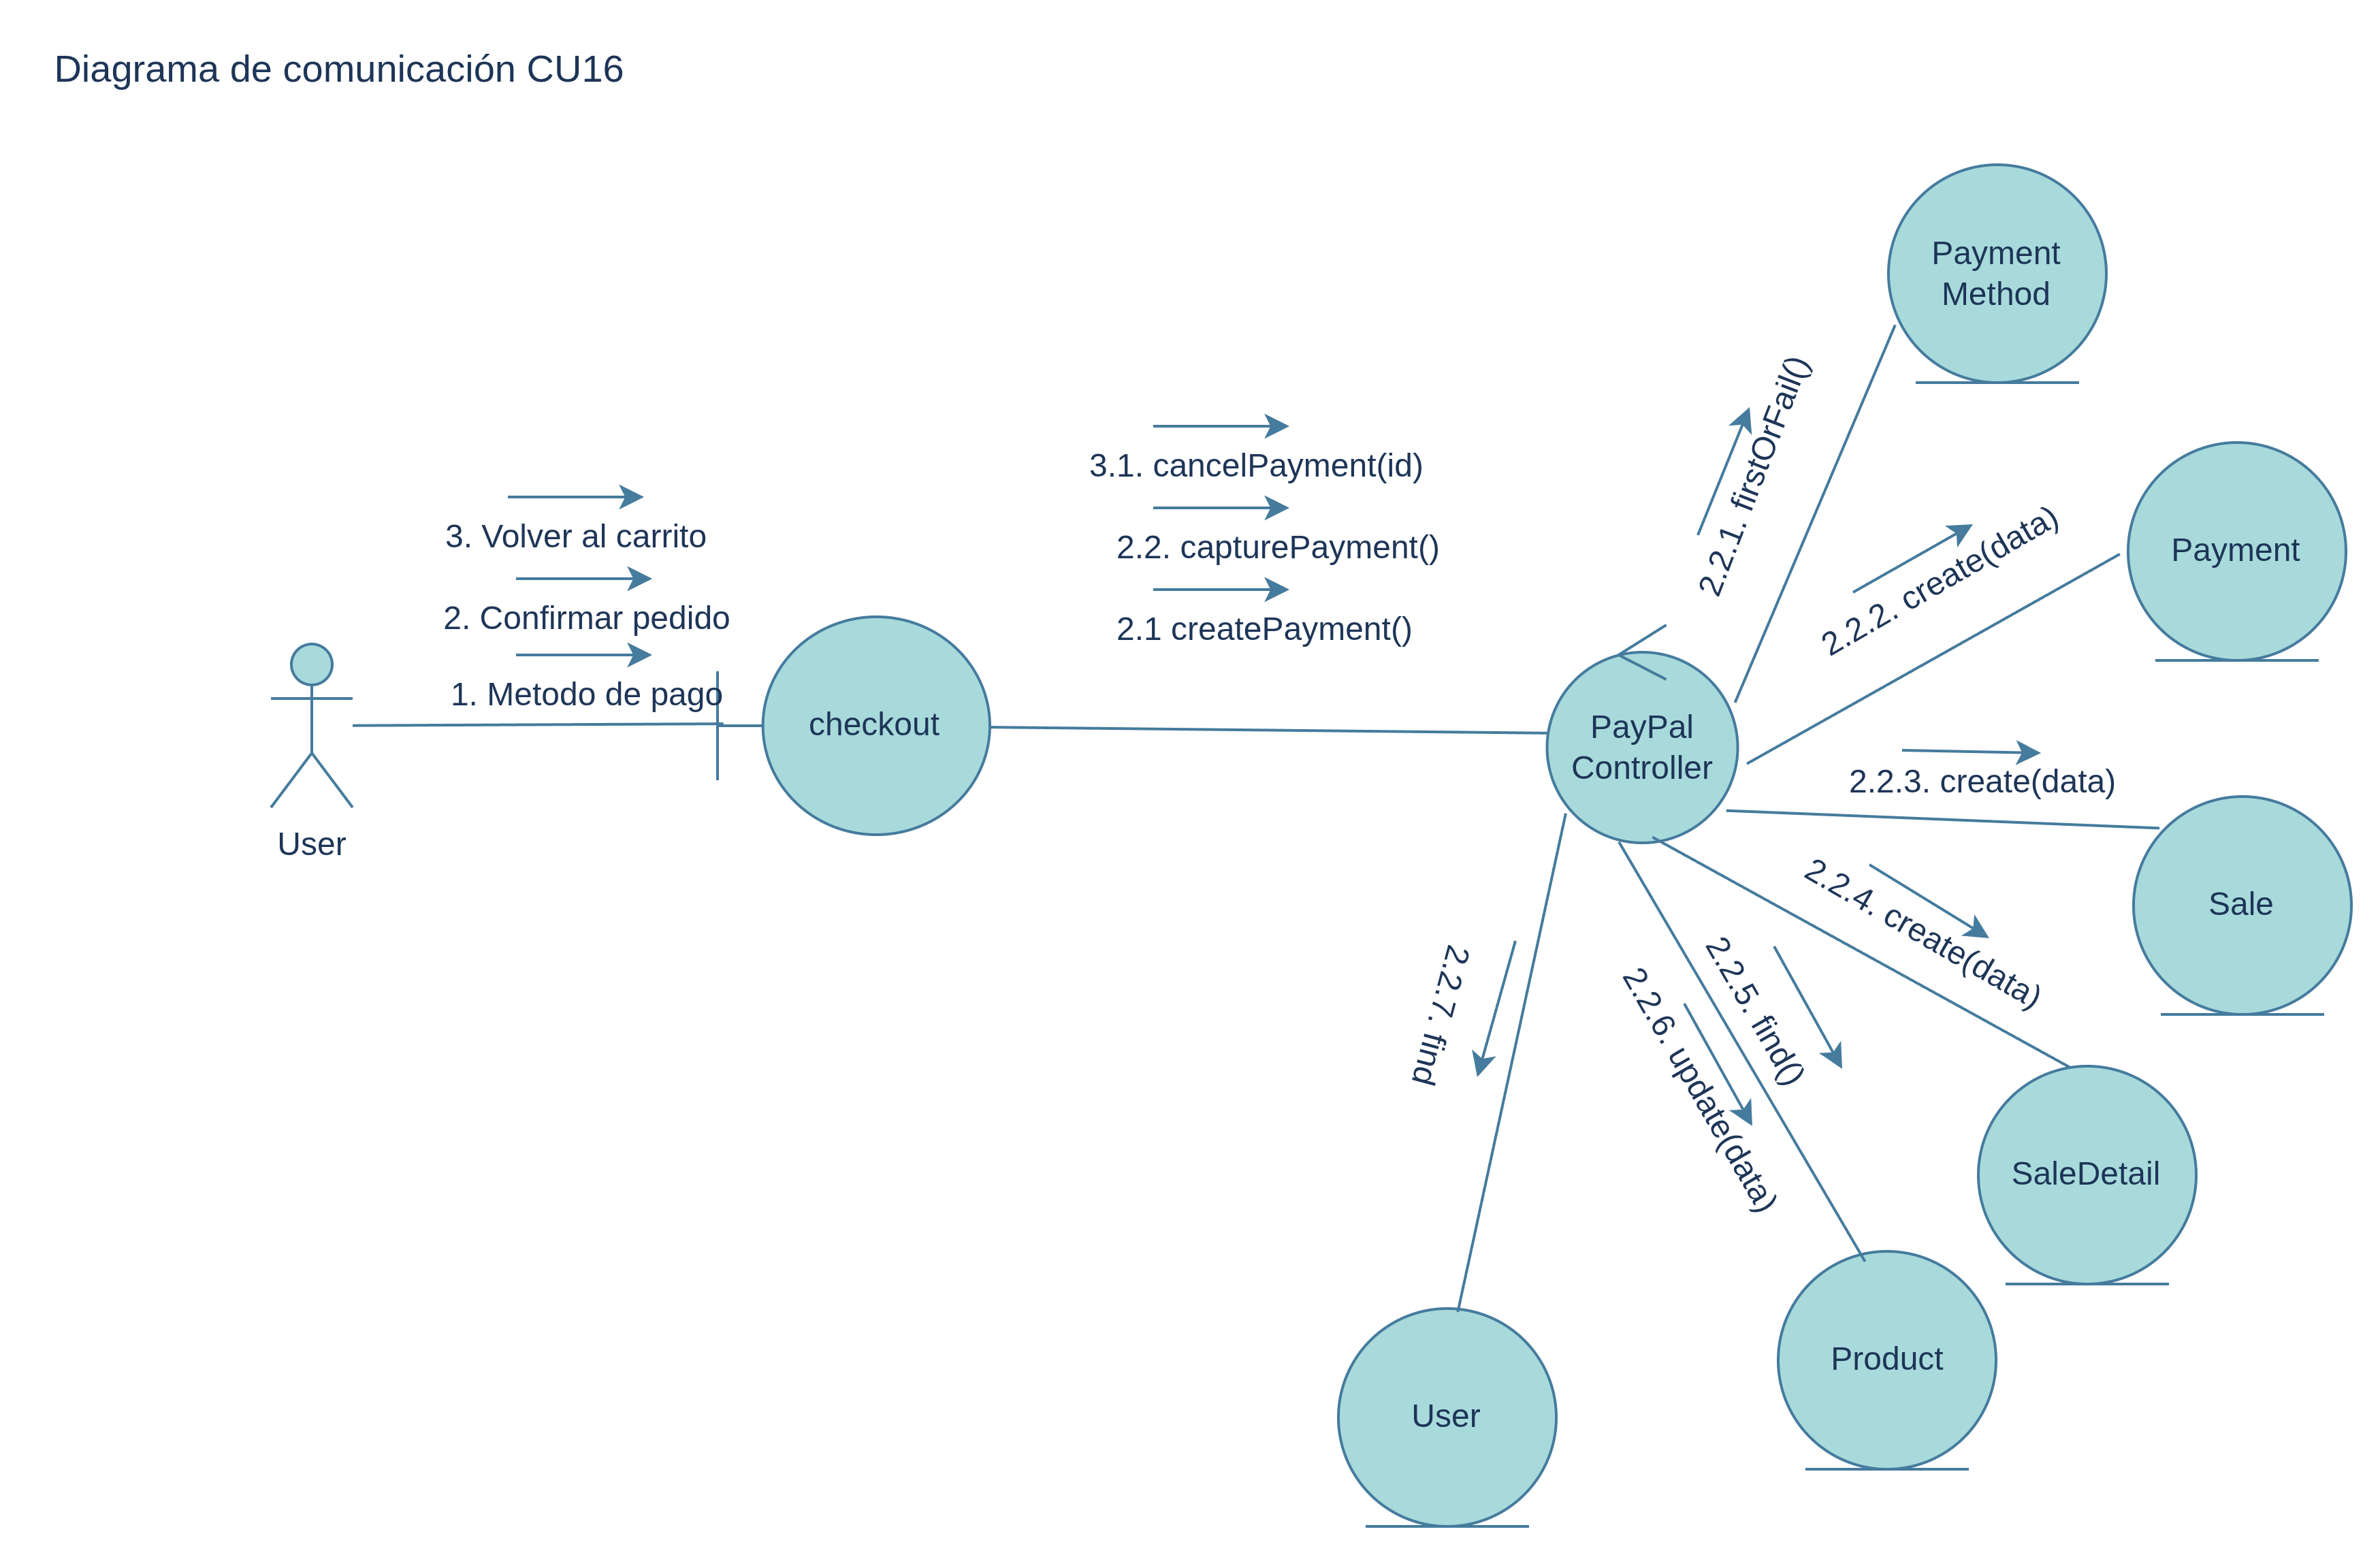 Diagrama de comunicación CU16
Payment
Method
2.2.1. firstOrFail()
3.1. cancelPayment(id)
2.2. capturePayment()
2.1 createPayment()
3. Volver al carrito
2. Confirmar pedido
1. Metodo de pago
User
checkout
PayPal
Controller
2.2.2. create(data)
Payment
2.2.3. create(data)
Sale
2.2.4. create(data)
SaleDetail
2.2.5. find()
2.2.6. update(data)
Product
2.2.7. find
User